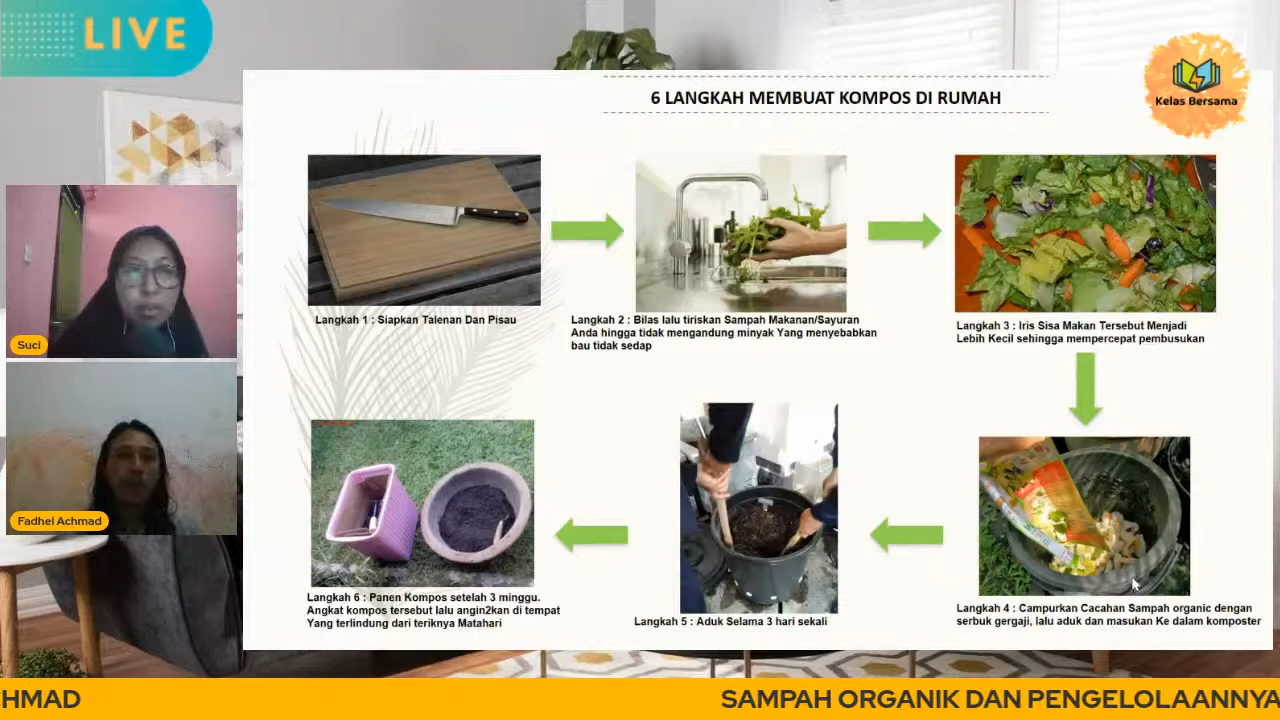 LIVE
6 LANGKAH MEMBUAT KOMPOS DI RUMAH
Kelas Bersama
Langkah 1 : Siapkan Talenan Dan Pisau
Langkah 2 : Bilas lalu tiriskan Sampah Makanan/Sayuran
Anda hingga tidak mengandung minyak Yang menyebabkan
bau tidak sedap
Langkah 3 : Iris Sisa Makan Tersebut Menjadi
Lebih Kecil sehingga mempercepat pembusukan
Suci
Fadhel Achmad
Langkah 6 : Panen Kompos setelah 3 minggu.
Angkat kompos tersebut lalu angin2kan di tempat
Yang terlindung dari teriknya Matahari
Langkah 5 : Aduk Selama 3 hari sekali
Langkah 4 : Campurkan Cacahan Sampah organic dengan
serbuk gergaji, lalu aduk dan masukan Ke dalam komposter
CHMAD
SAMPAH ORGANIK DAN PENGELOLAANNYA